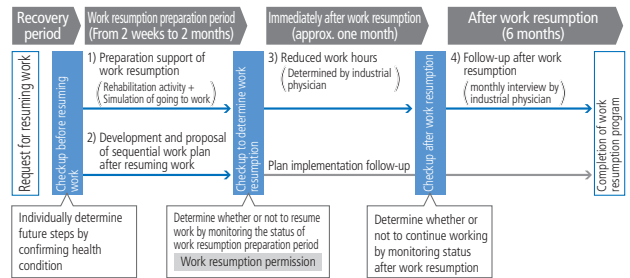 Recovery
period
Work resumption preparation period
(From 2 weeks to 2 months)
Immediately after work resumption
(approx. one month)
After work resumption
(6 months)
Request for resuming work
Checkup before resuming
work
1) Preparation support of
work resumption
(Rehabilitation activity +
Simulation of going to work)
2) Development and proposal
of sequential work plan
after resuming work
Checkup to determine work
resumption
3) Reduced work hours
(Determined by industrial
physician)
Plan implementation follow-up
Checkup after work resumption
4) Follow-up after work
resumption
(monthly interview by
industrial physician)
Completion of work
resumption program
Individually determine
future steps by
confirming health
condition
Determine whether or not to resume
work by monitoring the status of
work resumption preparation period
Work resumption permission
Determine whether or
not to continue working
by monitoring status
after work resumption